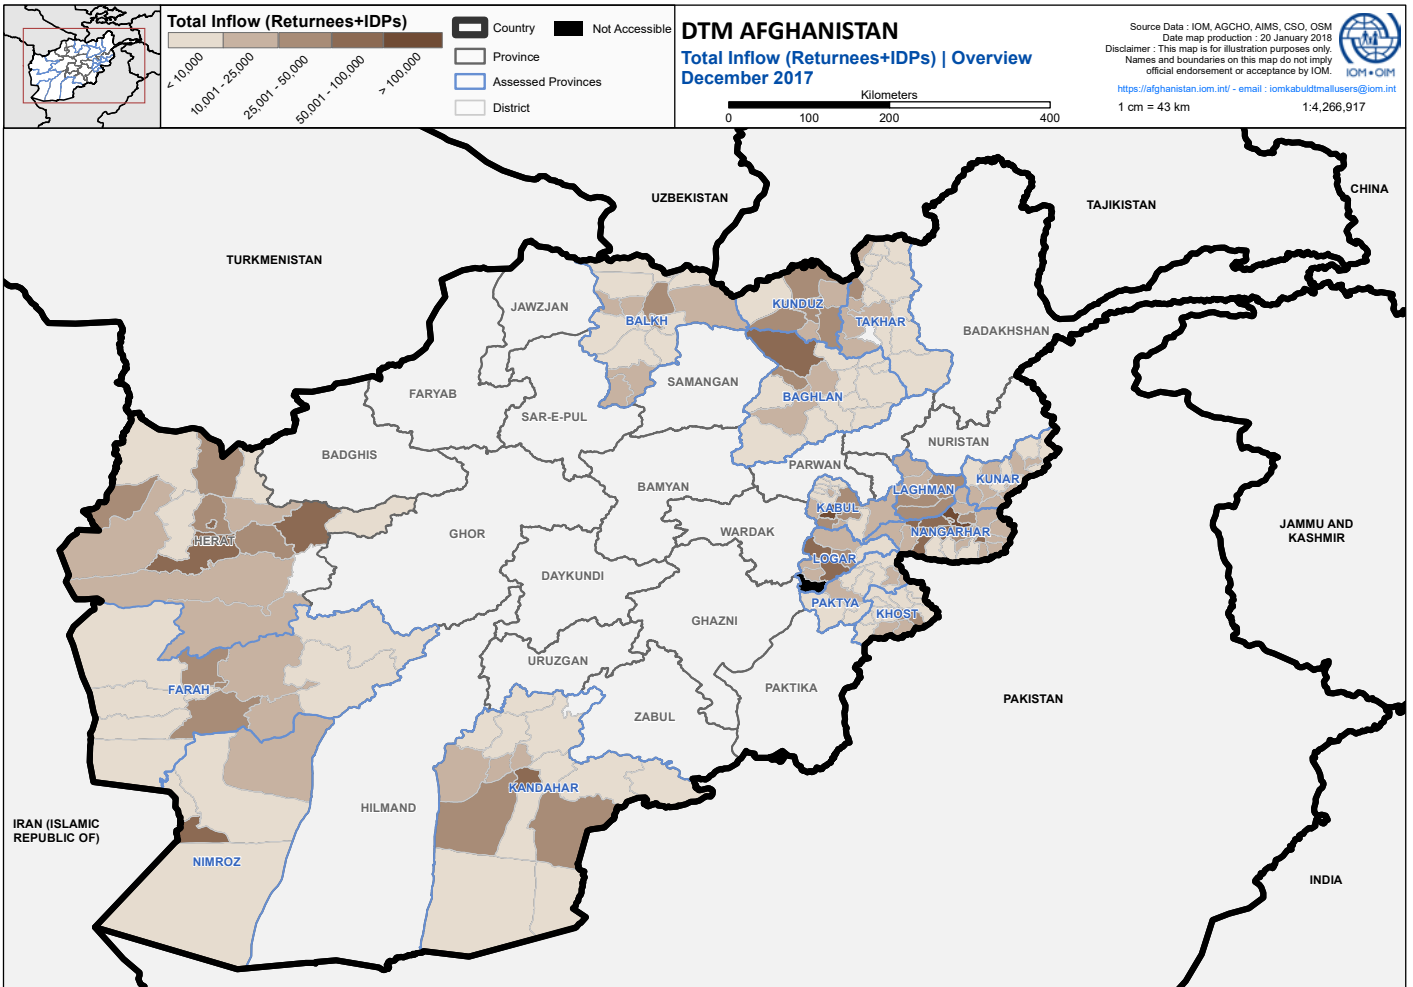 Total Inflow (Returnees+IDPs)
< 10,000
10,001 - 25,000
25,001 - 50,000
50,001 - 100,000
> 100,000
Country
Not Accessible
Province
Assessed Provinces
District
DTM AFGHANISTAN
Total Inflow (Returnees+IDPs) | Overview
December 2017
Kilometers
0 100 200 400
Source Data : IOM, AGCHO, AIMS, CSO, OSM
Date map production : 20 January 2018
Disclaimer : This map is for illustration purposes only.
Names and boundaries on this map do not imply
official endorsement or acceptance by IOM.
IOM • OIM
https://afghanistan.iom.int/ - email : iomkabuldtmallusers@iom.int
1 cm = 43 km
1:4,266,917
UZBEKISTAN
CHINA
TAJIKISTAN
TURKMENISTAN
JAWZJAN
BALKH
KUNDUZ
TAKHAR
BADAKHSHAN
FARYAB
SAMANGAN
SAR-E-PUL
BAGHLAN
BADGHIS
NURISTAN
PARWAN
BAMYAN
KUNAR
LAGHMAN
KABUL
HERAT
GHOR
WARDAK
NANGARHAR
JAMMU AND
KASHMIR
LOGAR
DAYKUNDI
PAKTYA
KHOST
GHAZNI
URUZGAN
FARAH
PAKTIKA
PAKISTAN
ZABUL
KANDAHAR
HILMAND
IRAN (ISLAMIC
REPUBLIC OF)
NIMROZ
INDIA